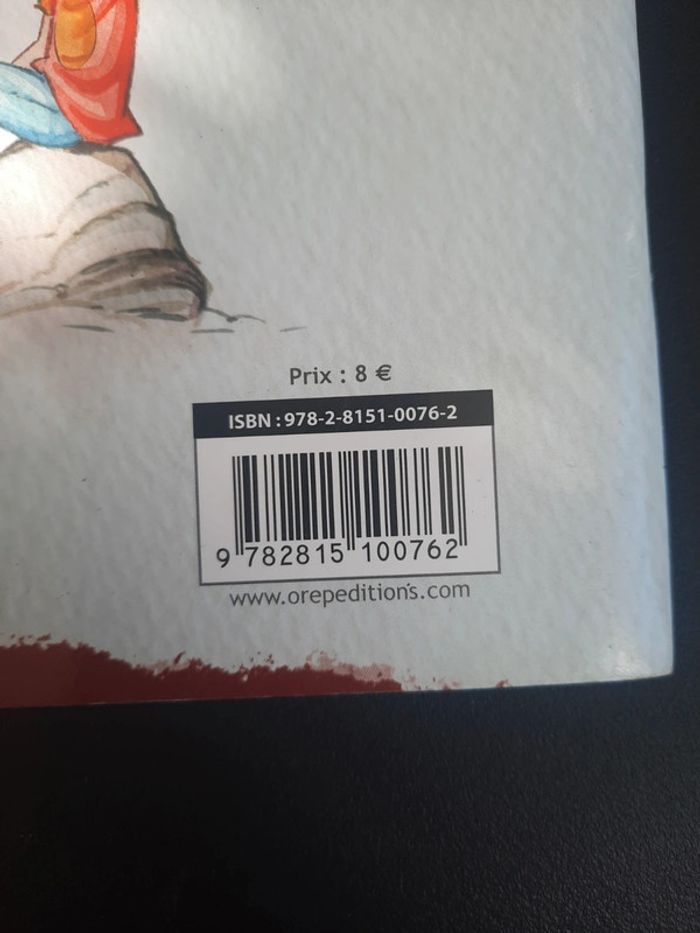 Prix : 8 €
ISBN : 978-2-8151-0076-2
9 782815 100762
www.orepeditions.com